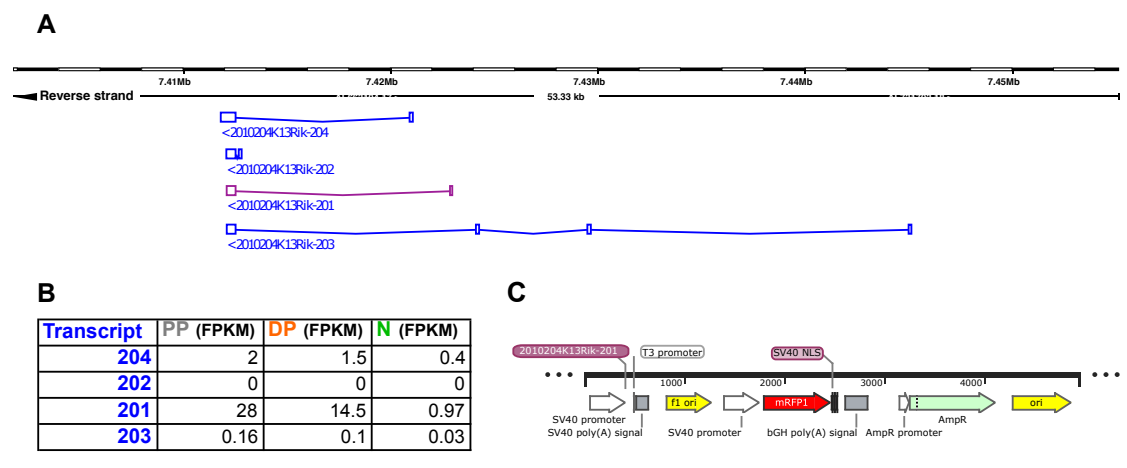 A
7.41Mb 7.42Mb 7.43Mb 7.44Mb 7.45Mb
Reverse strand 53.33 kb
<2010204K13Rik-204
<2010204K13Rik-202
<2010204K13Rik-201
<2010204K13Rik-203
B
Transcript PP (FPKM) DP (FPKM) N (FPKM)
204 2 1.5 0.4
202 0 0 0
201 28 14.5 0.97
203 0.16 0.1 0.03
C
2010204K13Rik-201 T3 promoter SV40 NLS
1000 2000 3000 4000
f1 ori mRFP1 AmpR ori
SV40 promoter
SV40 poly(A) signal SV40 promoter bGH poly(A) signal AmpR promoter